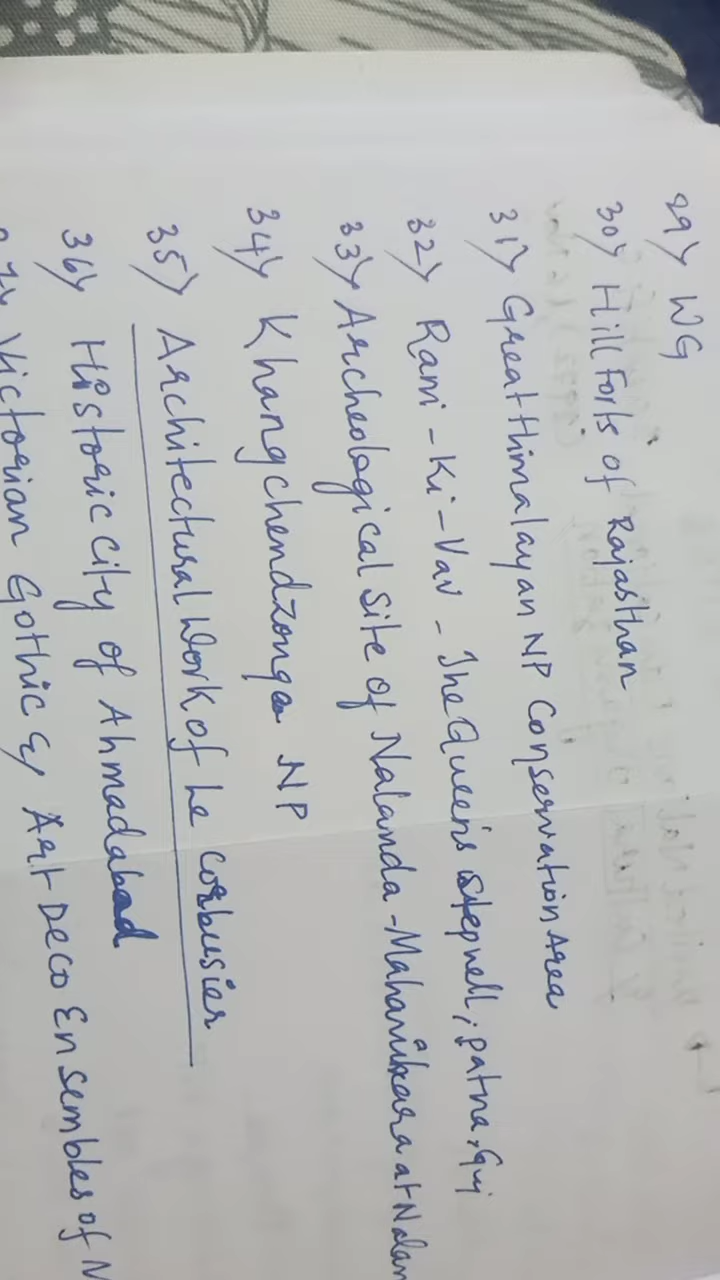 29) WG
30) Hill Forts of Rajasthan
31) Great Himalayan NP Conservation Area
32) Rani-Ki-Vav - The Queen's stepwell, Patna, Guj
33) Archeological Site of Nalanda - Mahavihara at Nalan
34) Khangchendzonga NP
35) Architectural Work of Le Corbusier
36) Historic City of Ahmadabad
Victorian Gothic & Art Deco Ensembles of M